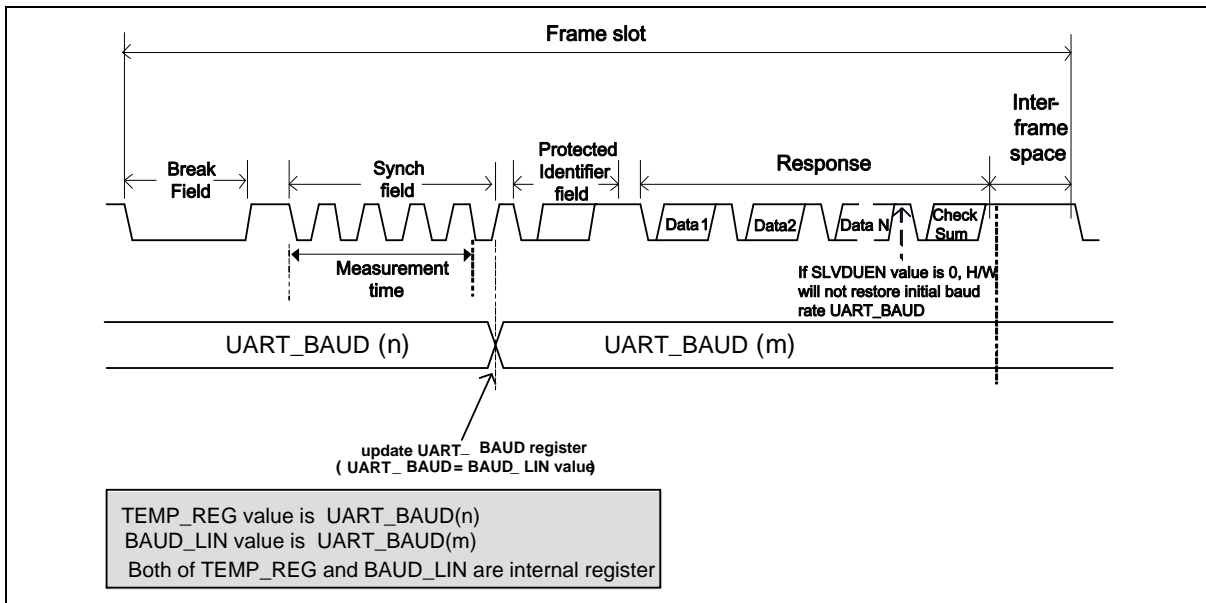 Frame slot
Inter-
frame
space
Break
Field
Synch
field
Protected
Identifier
field
Response
Data 1
Data2
Data N
Check
Sum
Measurement
time
If SLVDUEN value is 0, H/W
will not restore initial baud
rate UART_BAUD
UART_BAUD (n)
UART_BAUD (m)
update UART_ BAUD register
( UART_ BAUD = BAUD_ LIN value)
TEMP_REG value is UART_BAUD(n)
BAUD_LIN value is UART_BAUD(m)
Both of TEMP_REG and BAUD_LIN are internal register